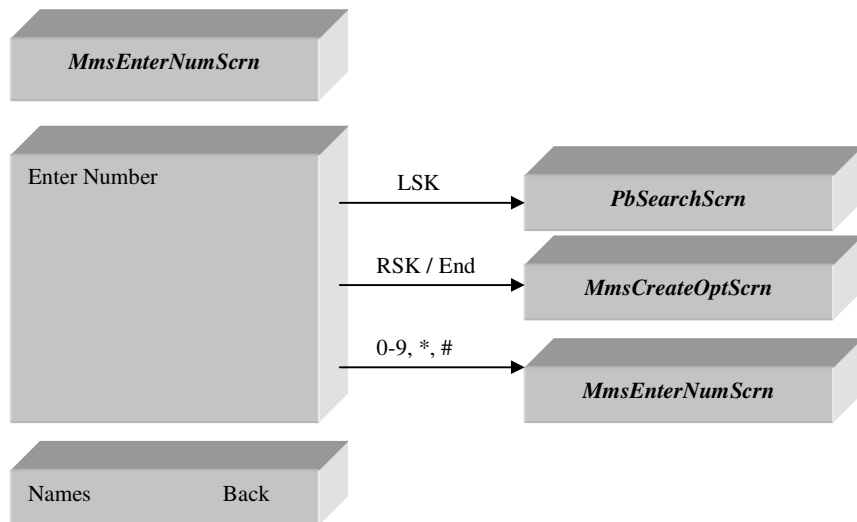 MmsEnterNumScrn
Enter Number
LSK
PbSearchScrn
RSK / End
MmsCreateOptScrn
0-9, *, #
MmsEnterNumScrn
Names Back